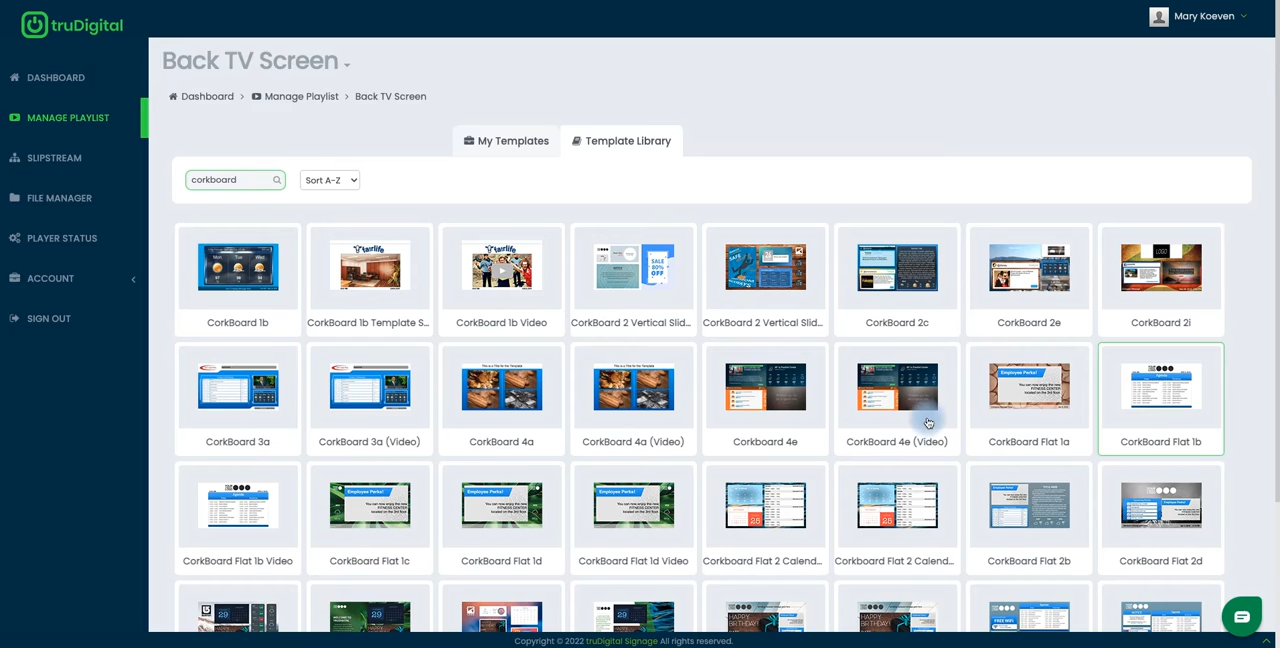 truDigital
Mary Koeven
DASHBOARD
MANAGE PLAYLIST
SLIPSTREAM
FILE MANAGER
PLAYER STATUS
ACCOUNT
SIGN OUT
Back TV Screen
Dashboard > Manage Playlist > Back TV Screen
My Templates
Template Library
corkboard
Sort A-Z
CorkBoard 1b
CorkBoard 1b Template S...
CorkBoard 1b Video
CorkBoard 2 Vertical Slid...
CorkBoard 2 Vertical Slid...
CorkBoard 2c
CorkBoard 2e
CorkBoard 2i
CorkBoard 3a
CorkBoard 3a (Video)
CorkBoard 4a
CorkBoard 4a (Video)
Corkboard 4e
CorkBoard 4e (Video)
CorkBoard Flat 1a
CorkBoard Flat 1b
CorkBoard Flat 1b Video
CorkBoard Flat 1c
CorkBoard Flat 1d
CorkBoard Flat 1d Video
Corkboard Flat 2 Calend...
Corkboard Flat 2 Calend...
CorkBoard Flat 2b
CorkBoard Flat 2d
Copyright © 2022 truDigital Signage All rights reserved.